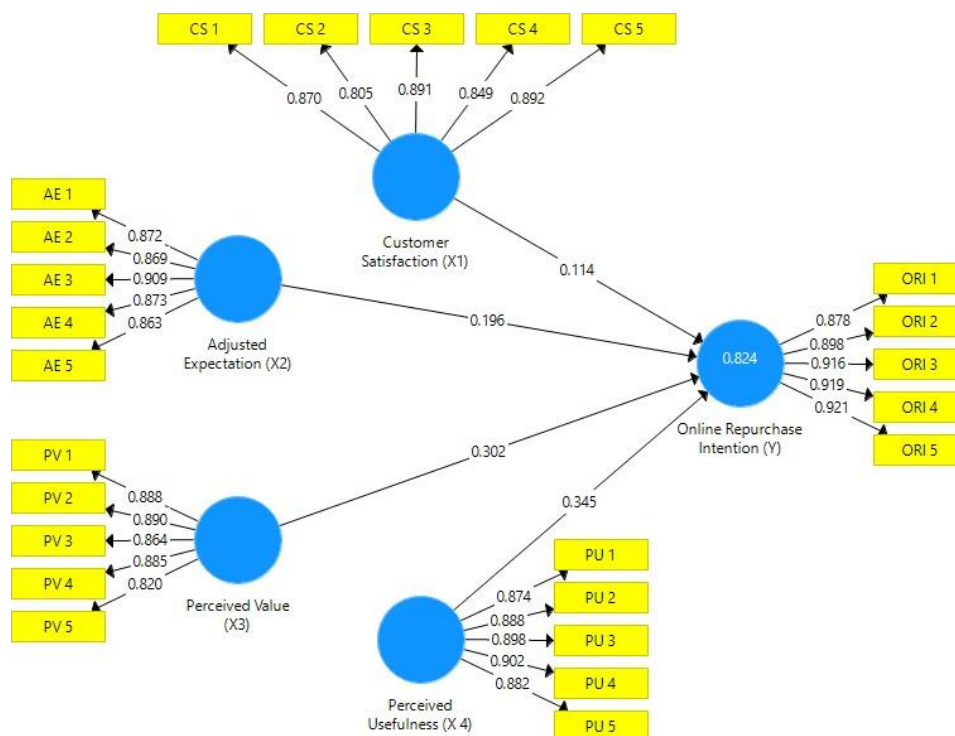 CS 1
CS 2
CS 3
CS 4
CS 5
0.870
0.805
0.891
0.849
0.892
Customer
Satisfaction (X1)
0.114
AE 1
AE 2
AE 3
AE 4
AE 5
0.872
0.869
0.909
0.873
0.863
Adjusted
Expectation (X2)
0.196
ORI 1
ORI 2
ORI 3
ORI 4
ORI 5
0.878
0.898
0.916
0.919
0.921
0.824
Online Repurchase
Intention (Y)
PV 1
PV 2
PV 3
PV 4
PV 5
0.888
0.890
0.864
0.885
0.820
Perceived Value
(X3)
0.302
0.345
PU 1
PU 2
PU 3
PU 4
PU 5
0.874
0.888
0.898
0.902
0.882
Perceived
Usefulness (X 4)